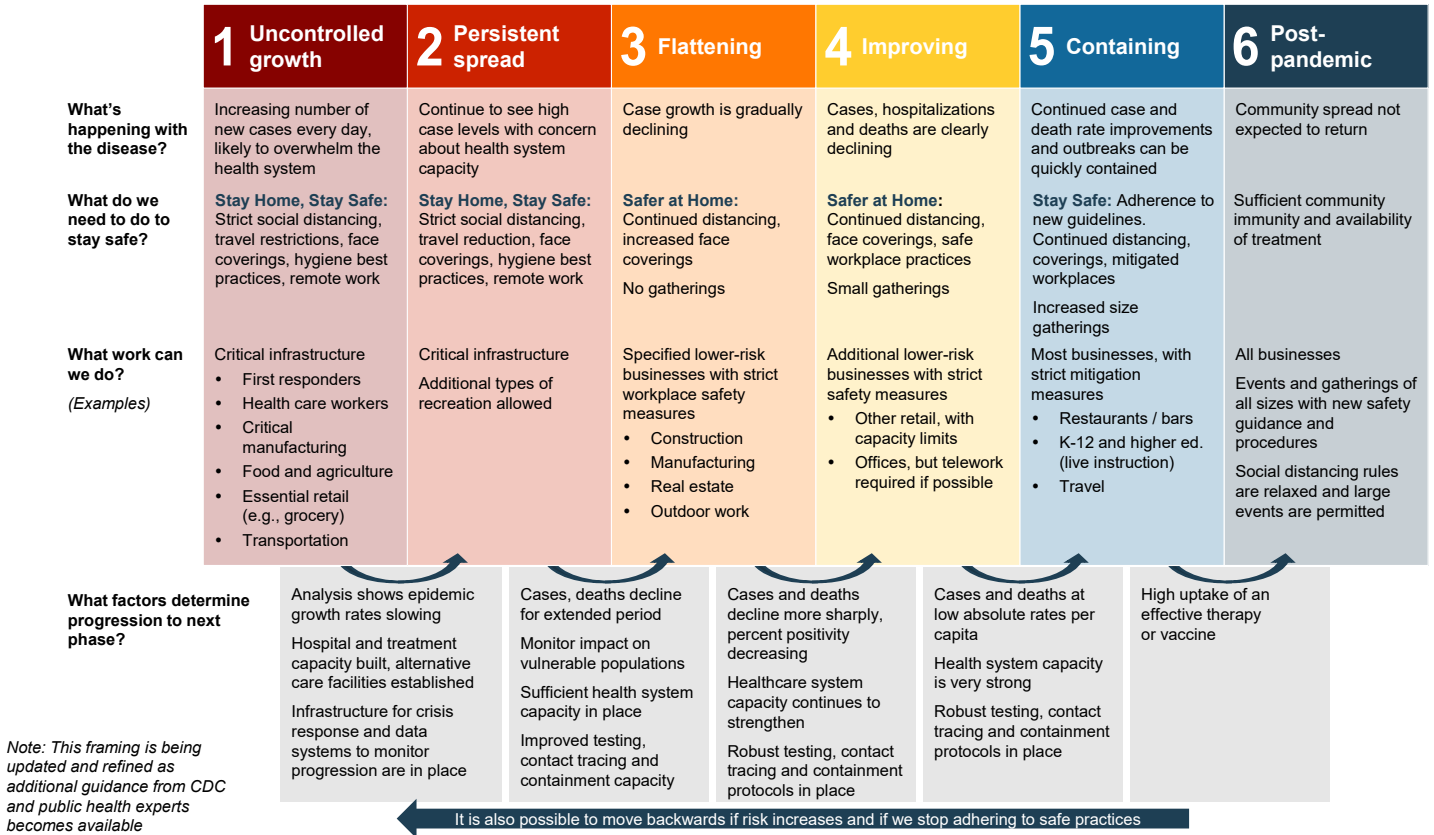 1 Uncontrolled
growth
2 Persistent
spread
3 Flattening
4 Improving
5 Containing
6 Post-
pandemic
What's
happening with
the disease?
Increasing number of
new cases every day,
likely to overwhelm the
health system
Continue to see high
case levels with concern
about health system
capacity
Case growth is gradually
declining
Cases, hospitalizations
and deaths are clearly
declining
Continued case and
death rate improvements
and outbreaks can be
quickly contained
Community spread not
expected to return
What do we
need to do to
stay safe?
Stay Home, Stay Safe:
Strict social distancing,
travel restrictions, face
coverings, hygiene best
practices, remote work
Stay Home, Stay Safe:
Strict social distancing,
travel reduction, face
coverings, hygiene best
practices, remote work
Safer at Home:
Continued distancing,
increased face
coverings
No gatherings
Safer at Home:
Continued distancing,
face coverings, safe
workplace practices
Small gatherings
Stay Safe: Adherence to
new guidelines.
Continued distancing,
coverings, mitigated
workplaces
Increased size
gatherings
Sufficient community
immunity and availability
of treatment
What work can
we do?
(Examples)
Critical infrastructure
• First responders
• Health care workers
• Critical
manufacturing
• Food and agriculture
• Essential retail
(e.g., grocery)
• Transportation
Critical infrastructure
Additional types of
recreation allowed
Specified lower-risk
businesses with strict
workplace safety
measures
• Construction
• Manufacturing
• Real estate
• Outdoor work
Additional lower-risk
businesses with strict
safety measures
• Other retail, with
capacity limits
• Offices, but telework
required if possible
Most businesses, with
strict mitigation
measures
• Restaurants / bars
• K-12 and higher ed.
(live instruction)
• Travel
All businesses
Events and gatherings of
all sizes with new safety
guidance and
procedures
Social distancing rules
are relaxed and large
events are permitted
What factors determine
progression to next
phase?
Analysis shows epidemic
growth rates slowing
Hospital and treatment
capacity built, alternative
care facilities established
Infrastructure for crisis
response and data
systems to monitor
progression are in place
Cases, deaths decline
for extended period
Monitor impact on
vulnerable populations
Sufficient health system
capacity in place
Improved testing,
contact tracing and
containment capacity
Cases and deaths
decline more sharply,
percent positivity
decreasing
Healthcare system
capacity continues to
strengthen
Robust testing, contact
tracing and containment
protocols in place
Cases and deaths at
low absolute rates per
capita
Health system capacity
is very strong
Robust testing, contact
tracing and containment
protocols in place
High uptake of an
effective therapy
or vaccine
Note: This framing is being
updated and refined as
additional guidance from CDC
and public health experts
becomes available
It is also possible to move backwards if risk increases and if we stop adhering to safe practices